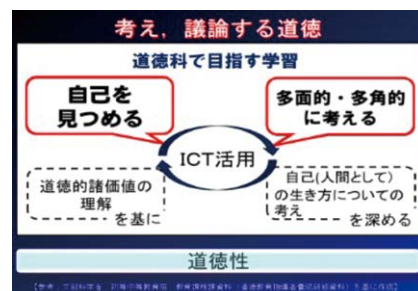 考え，議論する道徳
道徳科で目指す学習
自己を
見つめる
多面的・多角的
に考える
ICT活用
道徳的諸価値の
理解
を基に
自己(人間として)
の生き方についての
考え
を深める
道徳性